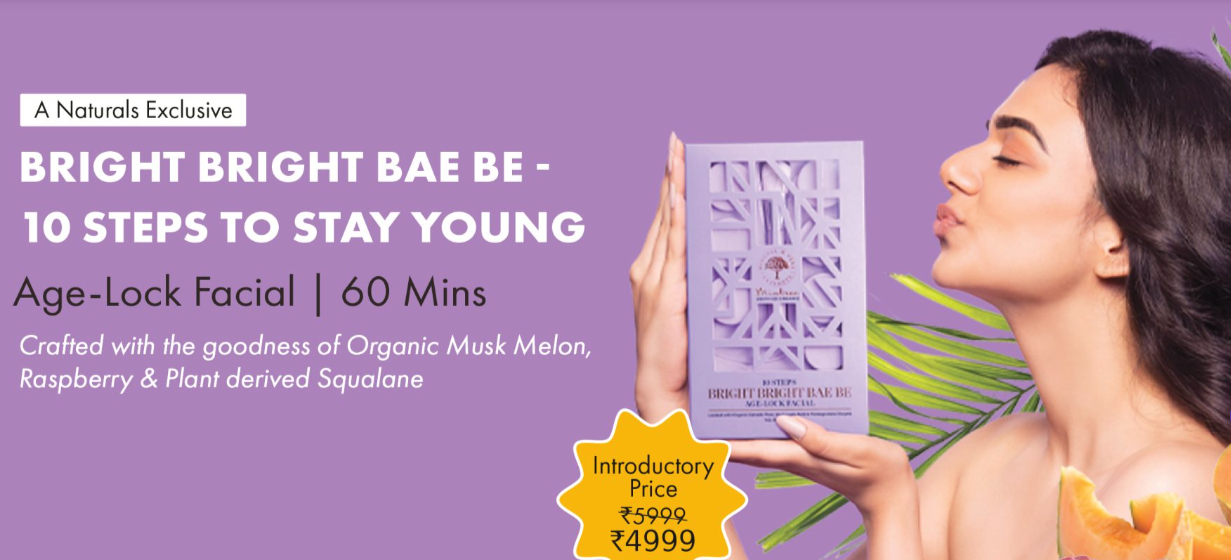 A Naturals Exclusive
BRIGHT BRIGHT BAE BE -
10 STEPS TO STAY YOUNG
Age-Lock Facial | 60 Mins
Crafted with the goodness of Organic Musk Melon,
Raspberry & Plant derived Squalane
10 STEPS
BRIGHT BRIGHT BAE BE
AGE-LOCK FACIAL
Introductory
Price
₹5999
₹4999